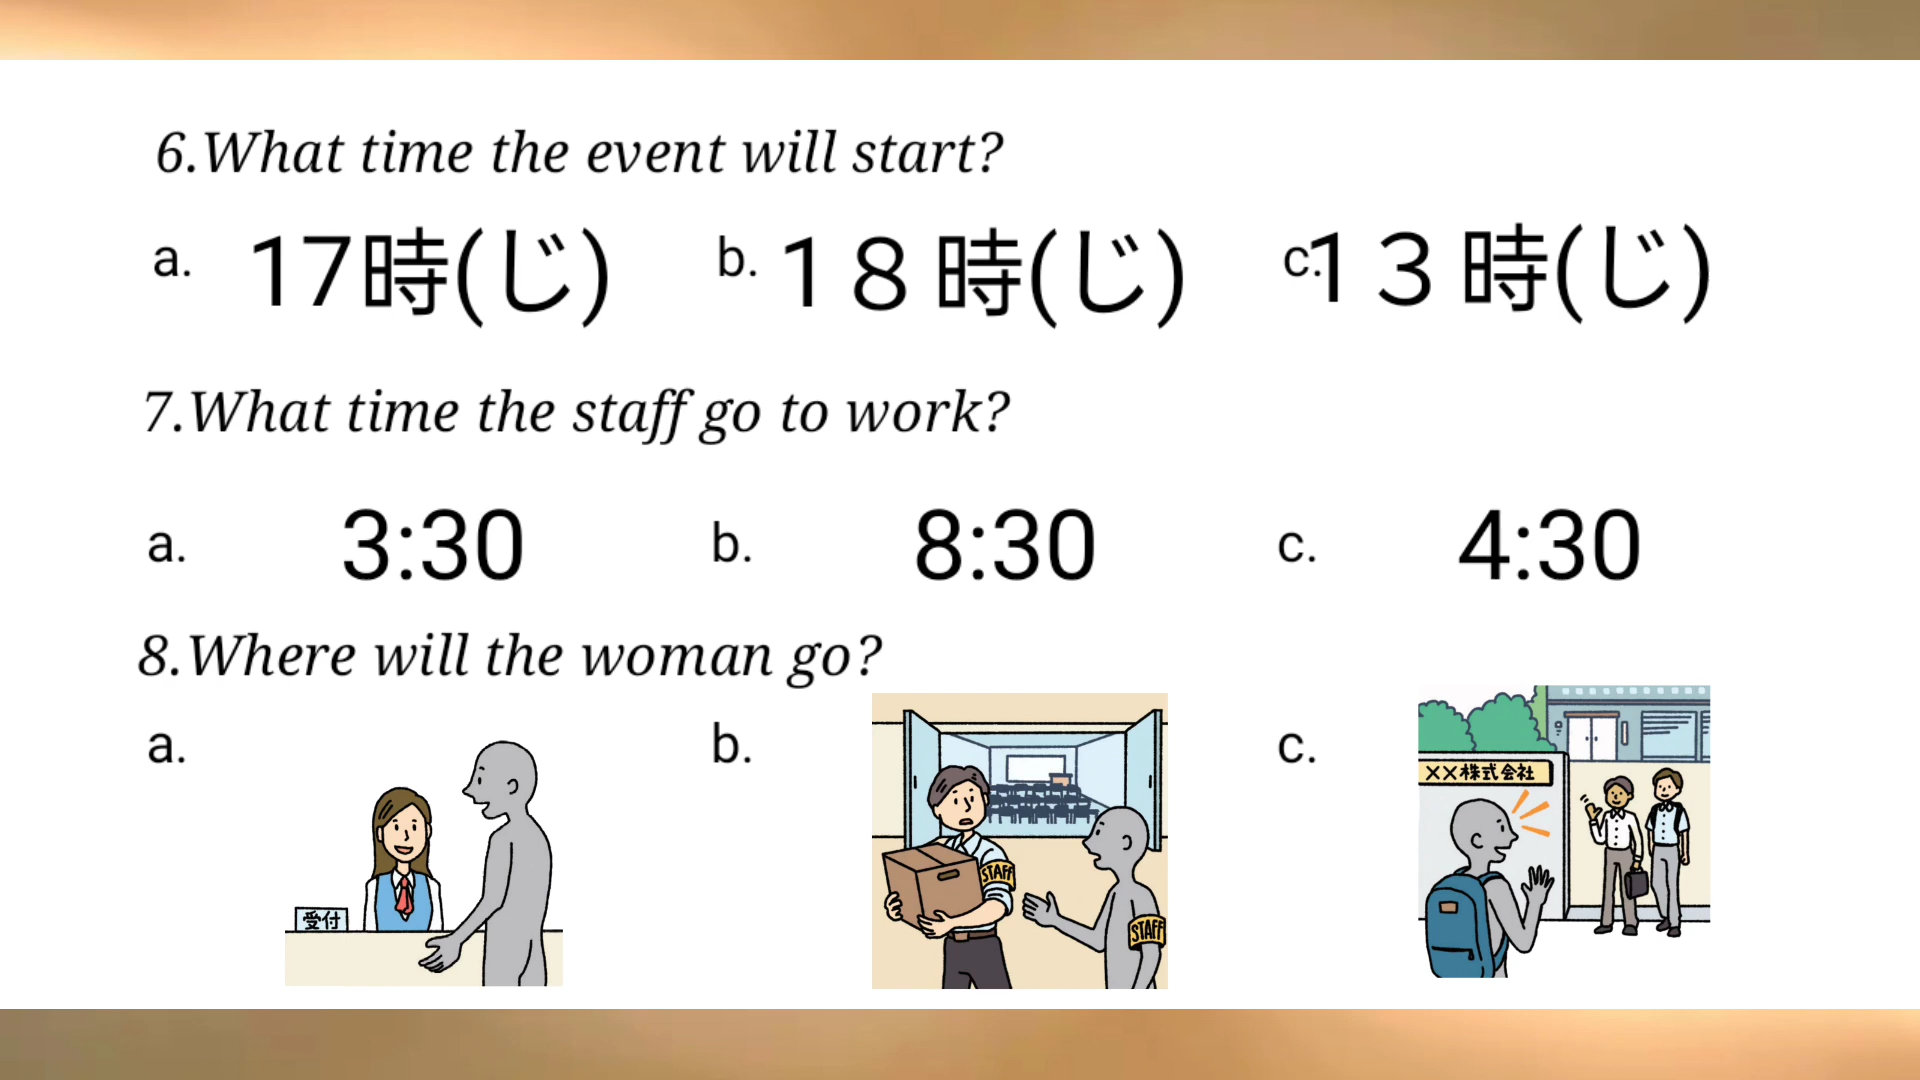 6.What time the event will start?
a. 17時(じ) b. １８時(じ) c.１３時(じ)
7.What time the staff go to work?
a. 3:30 b. 8:30 c. 4:30
8.Where will the woman go?
a. b. c.
××株式会社
STAFF
受付
STAFF